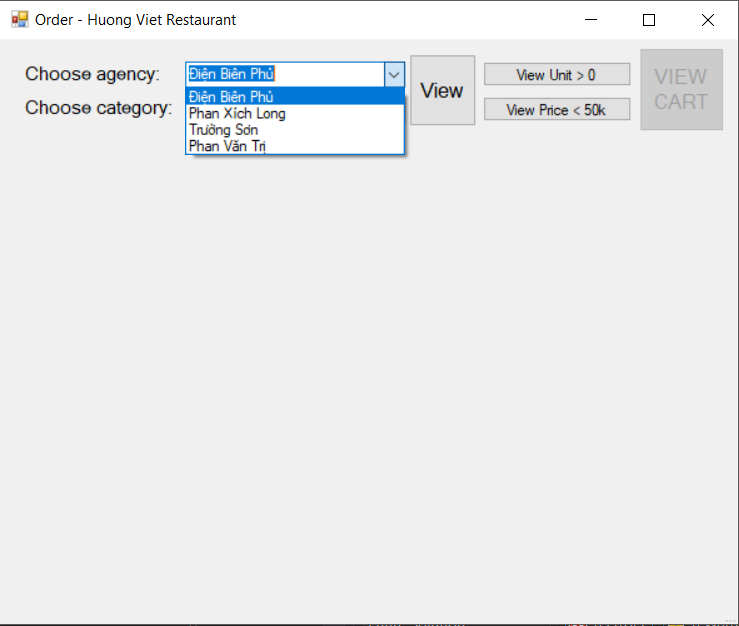 Order - Huong Viet Restaurant
Choose agency:
Điện Biên Phủ
Choose category:
Điện Biên Phủ
Phan Xích Long
Trường Sơn
Phan Văn Trị
View
View Unit > 0
View Price < 50k
VIEW
CART